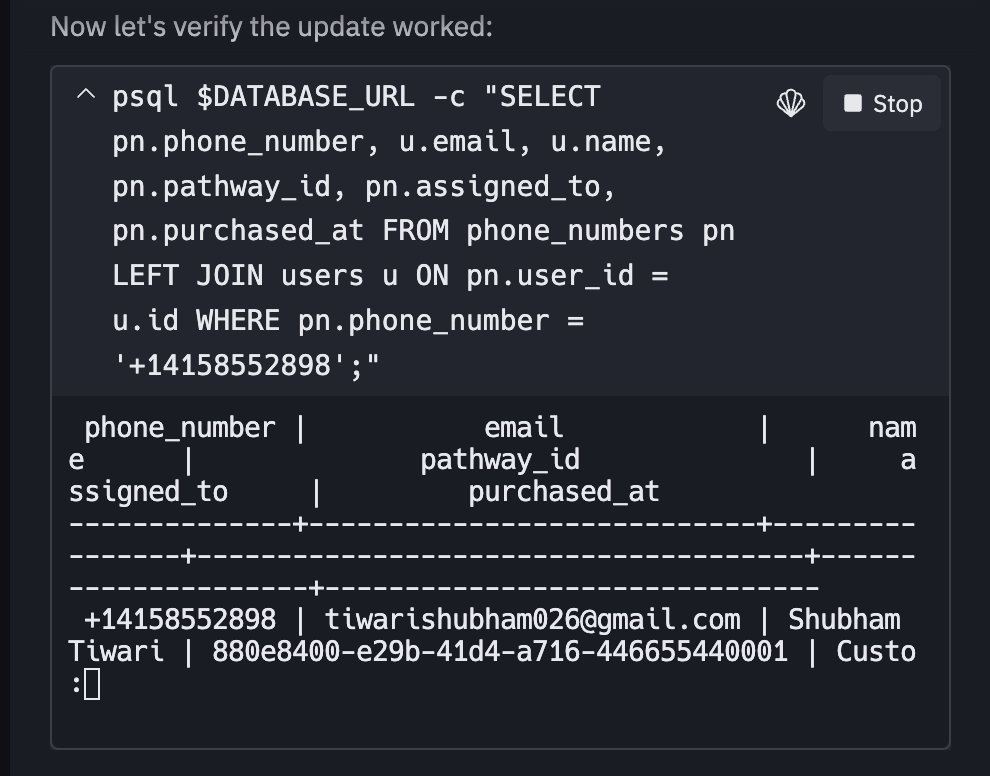 Now let's verify the update worked:
psql $DATABASE_URL -c "SELECT
Stop
pn.phone_number, u.email, u.name,
pn.pathway_id, pn.assigned_to,
pn.purchased_at FROM phone_numbers pn
LEFT JOIN users u ON pn.user_id =
u.id WHERE pn.phone_number =
'+14158552898';"
 phone_number |           email            |      nam
e      |              pathway_id              |     a
ssigned_to     |         purchased_at
--------------+----------------------------+---------
-------+--------------------------------------+------
---------------+-------------------------------
 +14158552898 | tiwarishubham026@gmail.com | Shubham
Tiwari | 880e8400-e29b-41d4-a716-446655440001 | Custo
: